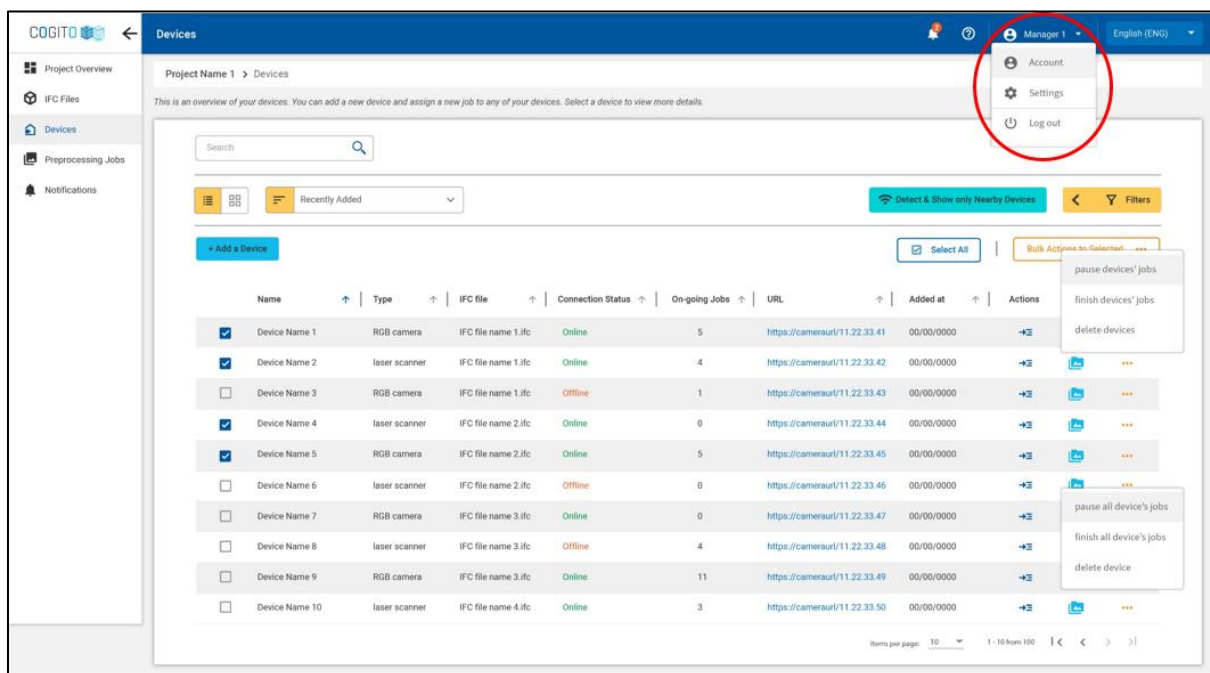 COGITO
Devices
2
Manager 1
English (ENG)
Account
Settings
Log out
Project Overview
IFC Files
Devices
Preprocessing Jobs
Notifications
Project Name 1 > Devices
This is an overview of your devices. You can add a new device and assign a new job to any of your devices. Select a device to view more details.
Search
Recently Added
Detect & Show only Nearby Devices
Filters
+ Add a Device
Select All
Bulk Actions to Selected
pause devices' jobs
finish devices' jobs
delete devices
Name Type IFC file Connection Status On-going Jobs URL Added at Actions
Device Name 1 RGB camera IFC file name 1.ifc Online 5 https://cameraurl/11.22.33.41 00/00/0000
Device Name 2 laser scanner IFC file name 1.ifc Online 4 https://cameraurl/11.22.33.42 00/00/0000
Device Name 3 RGB camera IFC file name 1.ifc Offline 1 https://cameraurl/11.22.33.43 00/00/0000
Device Name 4 laser scanner IFC file name 2.ifc Online 0 https://cameraurl/11.22.33.44 00/00/0000
Device Name 5 RGB camera IFC file name 2.ifc Online 5 https://cameraurl/11.22.33.45 00/00/0000
Device Name 6 laser scanner IFC file name 2.ifc Offline 0 https://cameraurl/11.22.33.46 00/00/0000
Device Name 7 RGB camera IFC file name 3.ifc Online 0 https://cameraurl/11.22.33.47 00/00/0000
Device Name 8 laser scanner IFC file name 3.ifc Offline 4 https://cameraurl/11.22.33.48 00/00/0000
Device Name 9 RGB camera IFC file name 3.ifc Online 11 https://cameraurl/11.22.33.49 00/00/0000
Device Name 10 laser scanner IFC file name 4.ifc Online 3 https://cameraurl/11.22.33.50 00/00/0000
pause all device's jobs
finish all device's jobs
delete device
Items per page: 10 1 - 10 from 100